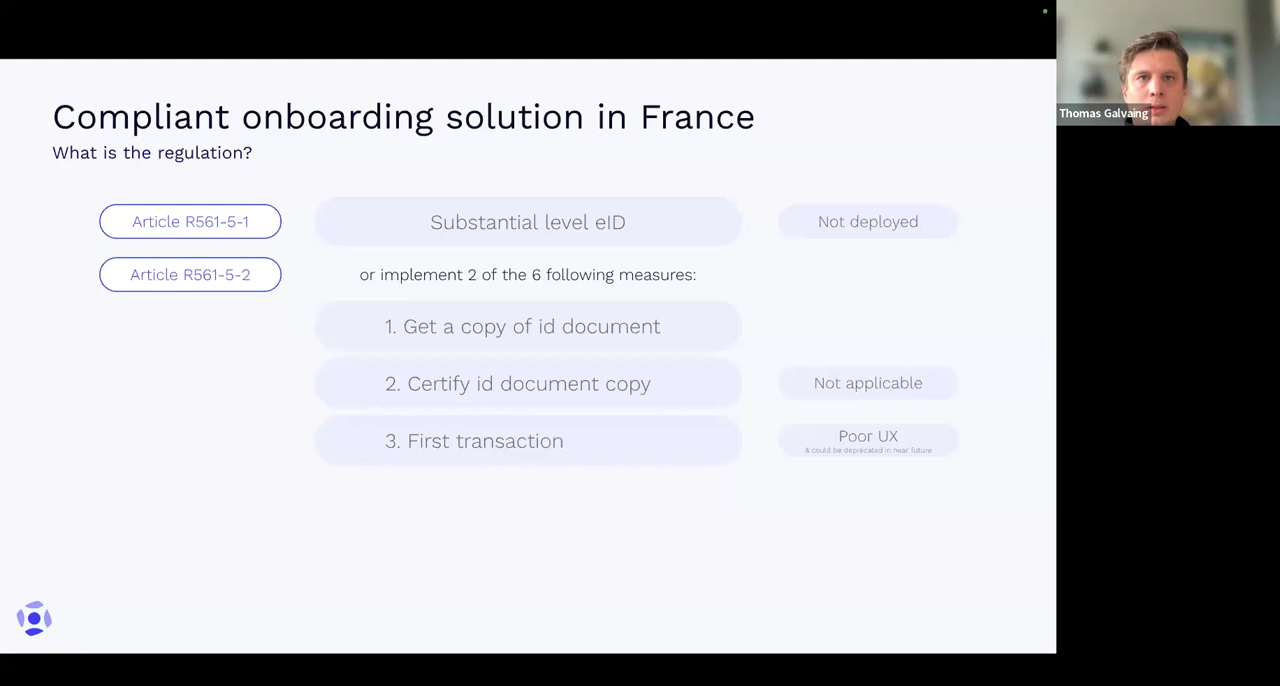 Compliant onboarding solution in France
What is the regulation?
Article R561-5-1
Substantial level eID
Not deployed
Article R561-5-2
or implement 2 of the 6 following measures:
1. Get a copy of id document
2. Certify id document copy
Not applicable
3. First transaction
Poor UX
& could be deprecated in near future
Thomas Galvaing